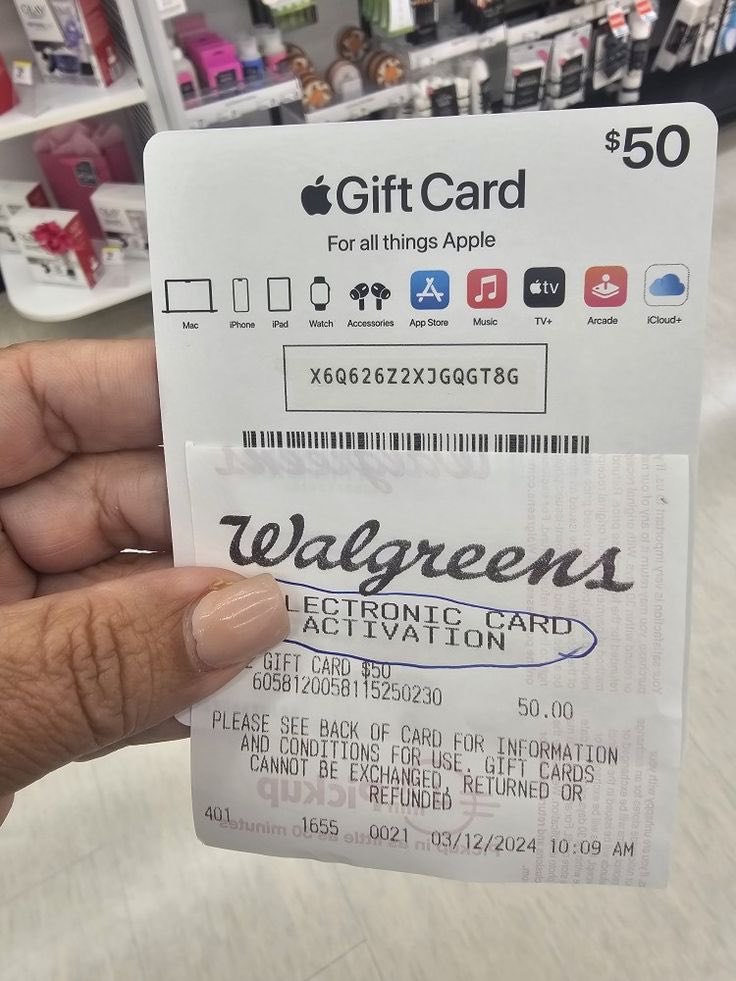 $50
Gift Card
For all things Apple
Mac iPhone iPad Watch Accessories App Store Music TV+ Arcade iCloud+
tv
X6Q626Z2XJGQGT8G
Walgreens
LECTRONIC CARD
ACTIVATION
GIFT CARD $50
6058120058115250230 50.00
PLEASE SEE BACK OF CARD FOR INFORMATION
AND CONDITIONS FOR USE. GIFT CARDS
CANNOT BE EXCHANGED, RETURNED OR
REFUNDED
401 1655 0021 03/12/2024 10:09 AM